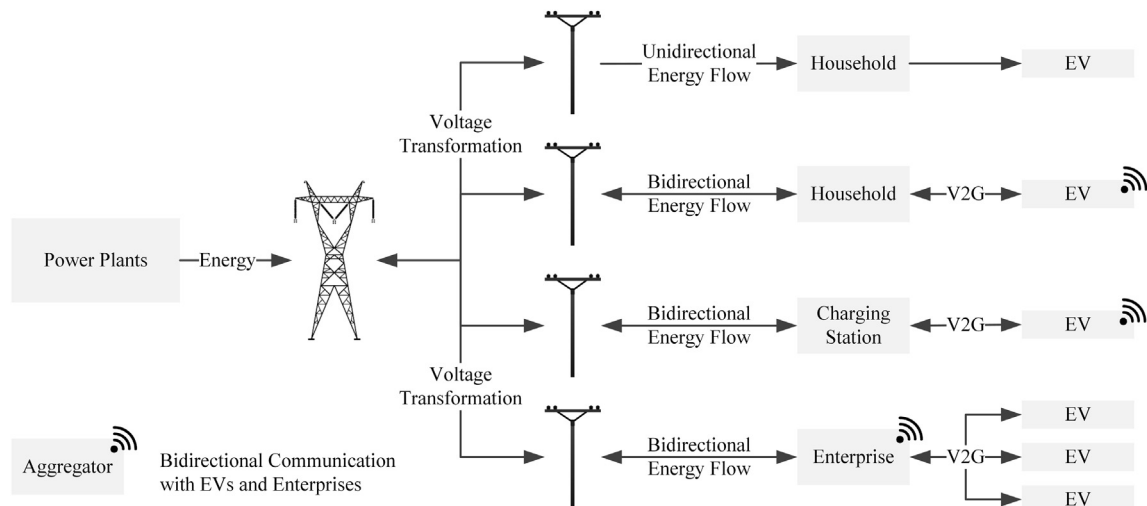 Unidirectional
Energy Flow
Household
EV
Voltage
Transformation
Bidirectional
Energy Flow
Household
V2G
EV
Power Plants
Energy
Bidirectional
Energy Flow
Charging
Station
V2G
EV
Voltage
Transformation
EV
Aggregator
Bidirectional Communication
with EVs and Enterprises
Bidirectional
Energy Flow
Enterprise
V2G
EV
EV